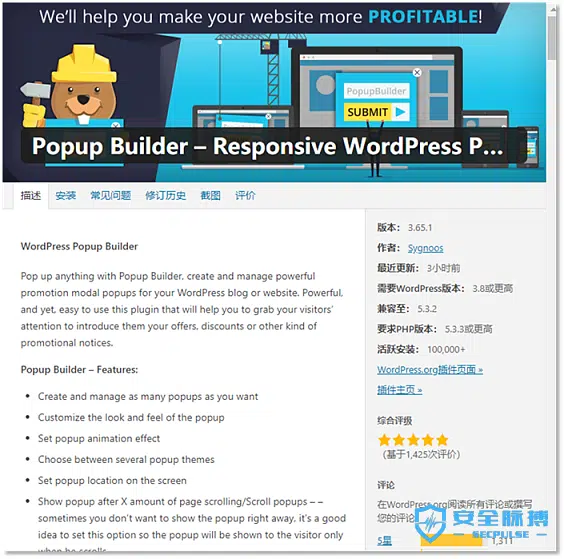 We'll help you make your website more PROFITABLE!
PopupBuilder
SUBMIT
Popup Builder – Responsive WordPress P...
描述 安装 常见问题 修订历史 截图 评价
WordPress Popup Builder
Pop up anything with Popup Builder, create and manage powerful
promotion modal popups for your WordPress blog or website. Powerful,
and yet, easy to use this plugin that will help you to grab your visitors'
attention to introduce them your offers, discounts or other kind of
promotional notices.
Popup Builder – Features:
Create and manage as many popups as you want
Customize the look and feel of the popup
Set popup animation effect
Choose between several popup themes
Set popup location on the screen
Show popup after X amount of page scrolling/Scroll popups – –
sometimes you don't want to show the popup right away, it's a good
idea to set this option so the popup will be shown to the visitor only
when he scrolls
版本： 3.65.1
作者： Sygnoos
最近更新： 3小时前
需要WordPress版本： 3.8或更高
兼容至： 5.3.2
要求PHP版本： 5.3.3或更高
活跃安装： 100,000+
WordPress.org插件页面 »
插件主页 »
综合评级
（基于1,425次评价）
评论
在WordPress.org阅读所有评论或撰写
您的评论
5星 1,311
安全脉搏
SECPULSE